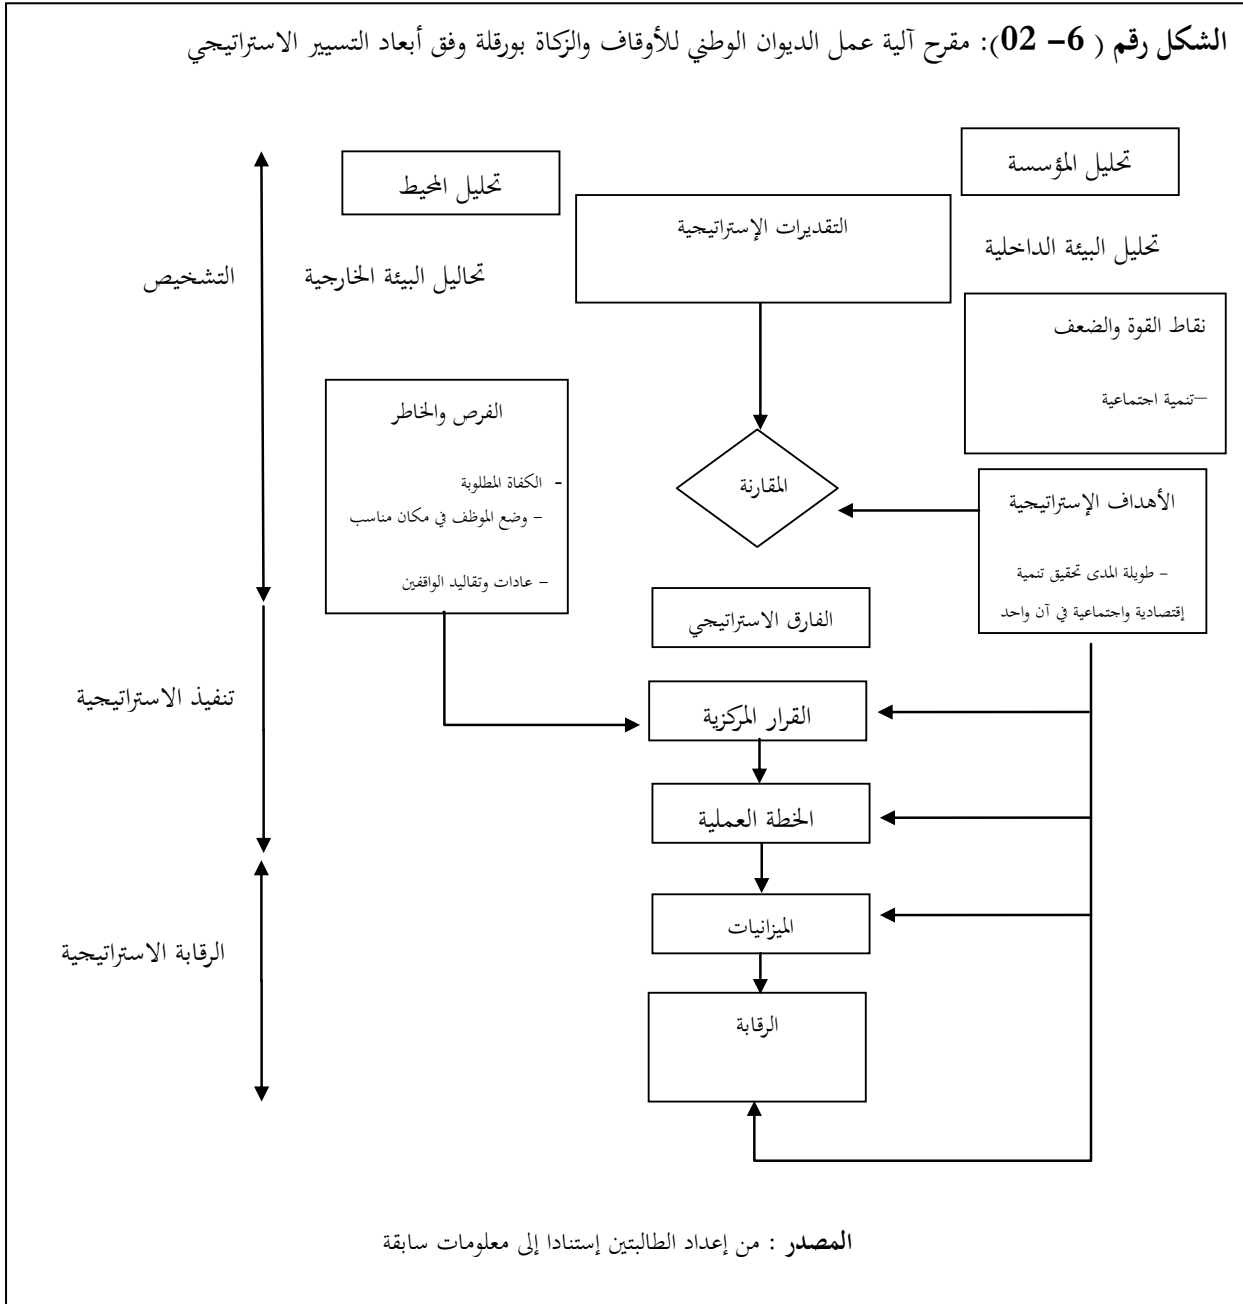 الشكل رقم ( 6– 02): مقرح آلية عمل الديوان الوطني للأوقاف والزكاة بورقلة وفق أبعاد التسيير الاستراتيجي
تحليل المؤسسة
تحليل المحيط
التقديرات الإستراتيجية
تحليل البيئة الداخلية
تحاليل البيئة الخارجية
التشخيص
نقاط القوة والضعف
–تنمية اجتماعية
الفرص والخاطر
- الكفاة المطلوبة
– وضع الموظف في مكان مناسب
– عادات وتقاليد الواقفين
المقارنة
الأهداف الإستراتيجية
– طويلة المدى تحقيق تنمية
إقتصادية واجتماعية في آن واحد
الفارق الاستراتيجي
تنفيذ الاستراتيجية
القرار المركزية
الخطة العملية
الميزانيات
الرقابة الاستراتيجية
الرقابة
المصدر : من إعداد الطالبتين إستنادا إلى معلومات سابقة